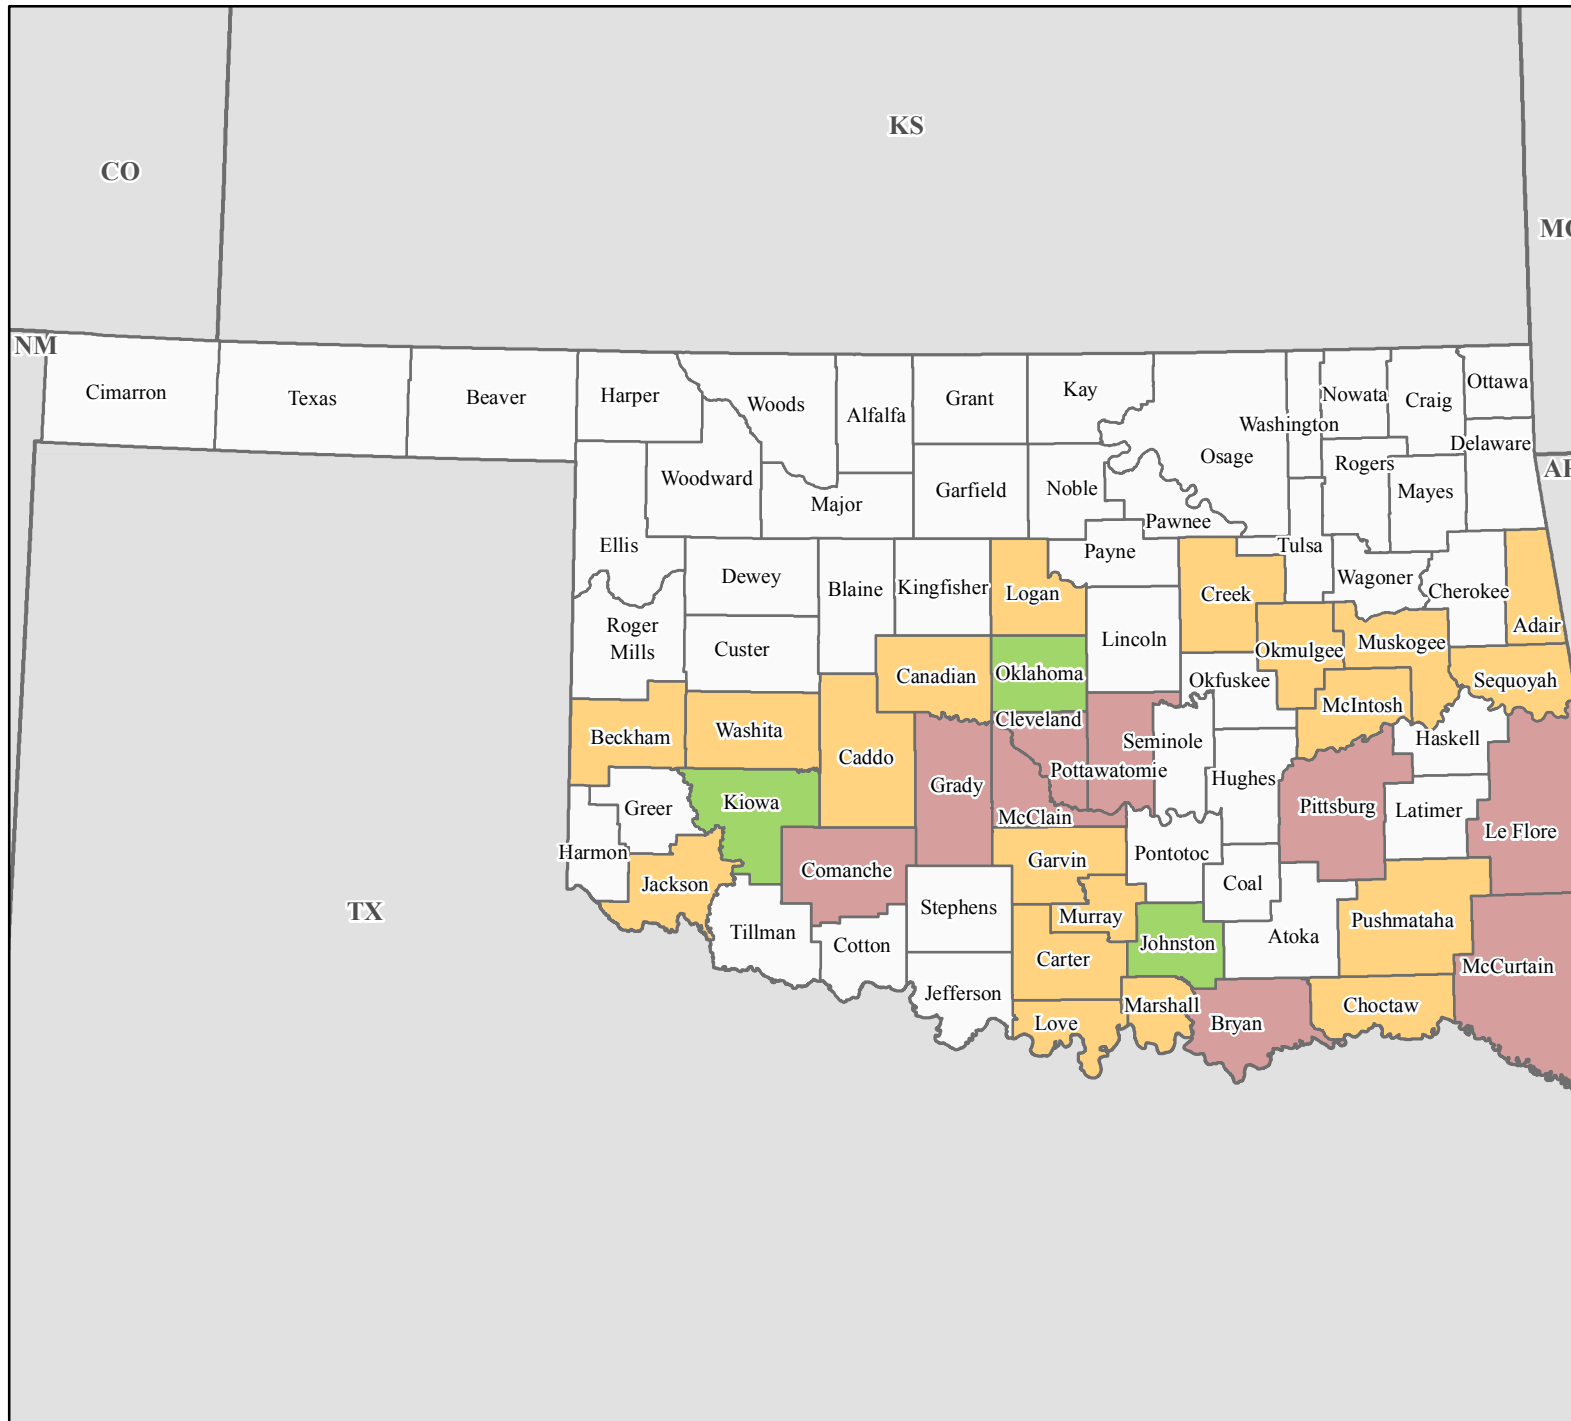 KS
CO
MO
NM
Cimarron
Texas
Beaver
Harper
Woods
Alfalfa
Grant
Kay
Washington
Nowata
Craig
Ottawa
Osage
Delaware
Rogers
Mayes
AR
Woodward
Major
Garfield
Noble
Pawnee
Ellis
Dewey
Blaine
Kingfisher
Logan
Payne
Creek
Tulsa
Wagoner
Cherokee
Adair
Roger
Mills
Custer
Lincoln
Okmulgee
Muskogee
Canadian
Oklahoma
Okfuskee
Sequoyah
McIntosh
Beckham
Washita
Caddo
Cleveland
Seminole
Haskell
Pottawatomie
Hughes
Grady
Kiowa
Greer
McClain
Pittsburg
Latimer
Le Flore
Harmon
Jackson
Comanche
Garvin
Pontotoc
Coal
TX
Stephens
Murray
Pushmataha
Tillman
Cotton
Carter
Johnston
Atoka
McCurtain
Jefferson
Love
Marshall
Bryan
Choctaw